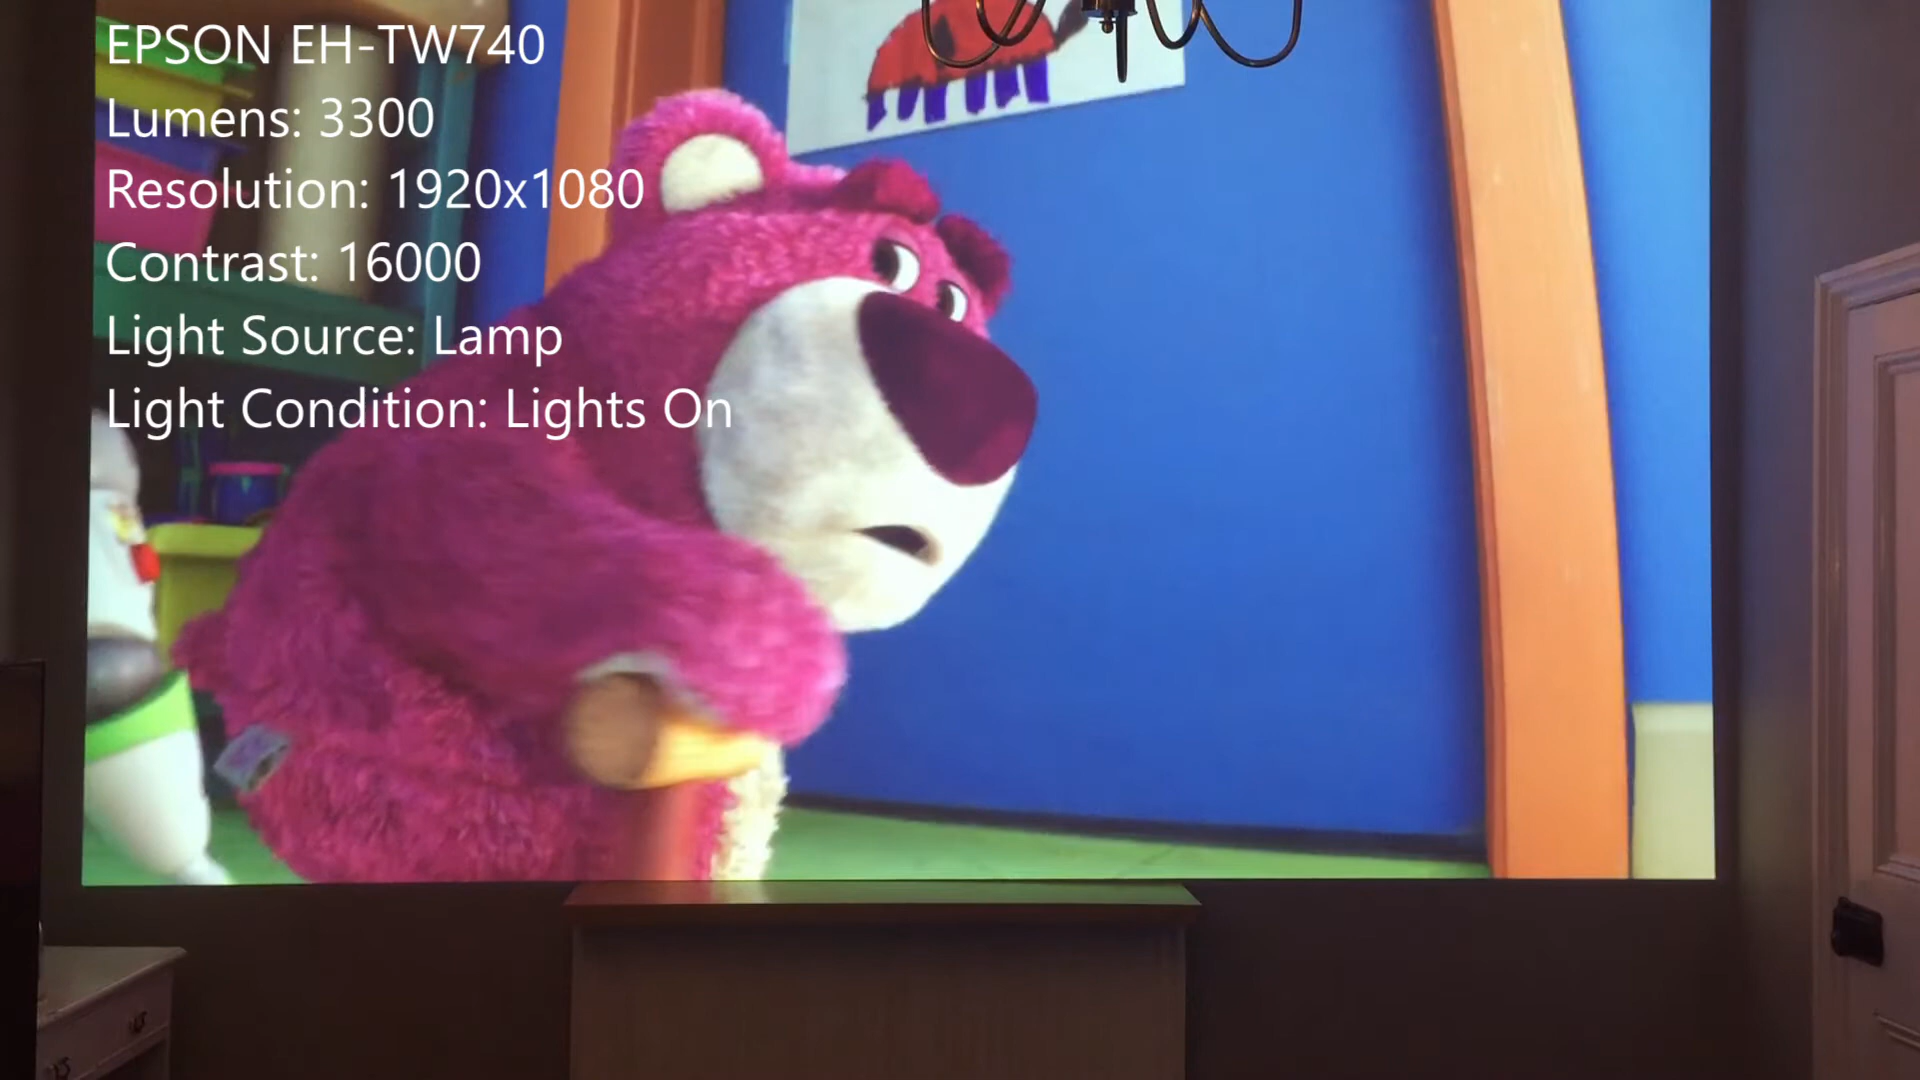 EPSON EH-TW740
Lumens: 3300
Resolution: 1920x1080
Contrast: 16000
Light Source: Lamp
Light Condition: Lights On